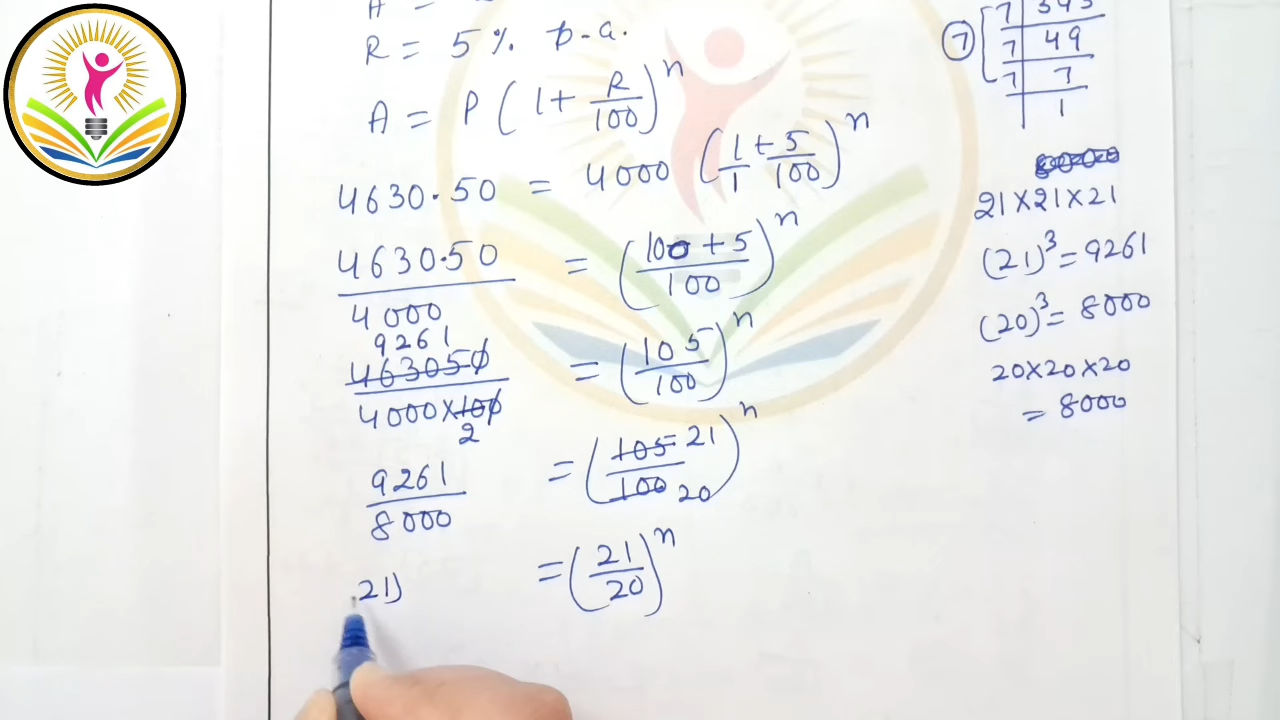 R = 5 %. p.a.
A = P ( 1 + R/100 )^n
4630.50 = 4000 ( 1/1 + 5/100 )^n
4630.50/4000 = ( 100 + 5/100 )^n
9261
463050/4000×100 = ( 105/100 )^n
2
9261/8000 = ( 105 21/100 20 )^n
21) = ( 21/20 )^n
7 | 343
7 | 49
7 | 7
1
7
8000
21×21×21
(21)^3 = 9261
(20)^3 = 8000
20×20×20
= 8000